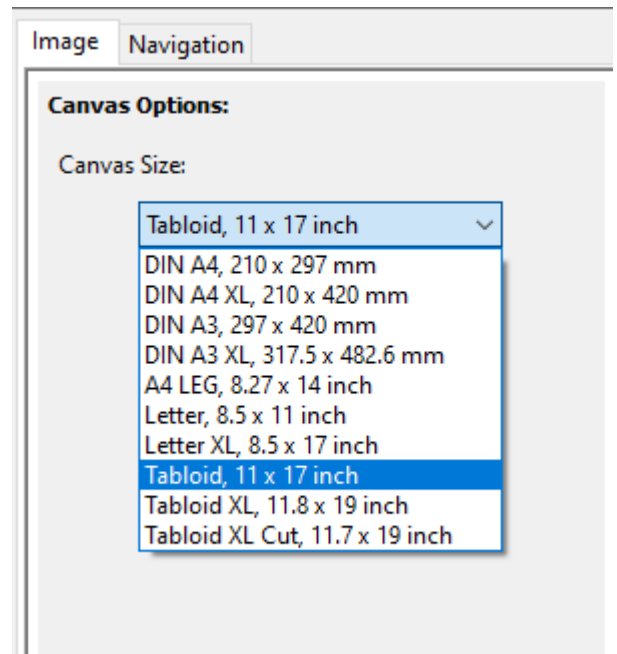 Image Navigation
Canvas Options:
Canvas Size:
Tabloid, 11 x 17 inch
DIN A4, 210 x 297 mm
DIN A4 XL, 210 x 420 mm
DIN A3, 297 x 420 mm
DIN A3 XL, 317.5 x 482.6 mm
A4 LEG, 8.27 x 14 inch
Letter, 8.5 x 11 inch
Letter XL, 8.5 x 17 inch
Tabloid, 11 x 17 inch
Tabloid XL, 11.8 x 19 inch
Tabloid XL Cut, 11.7 x 19 inch